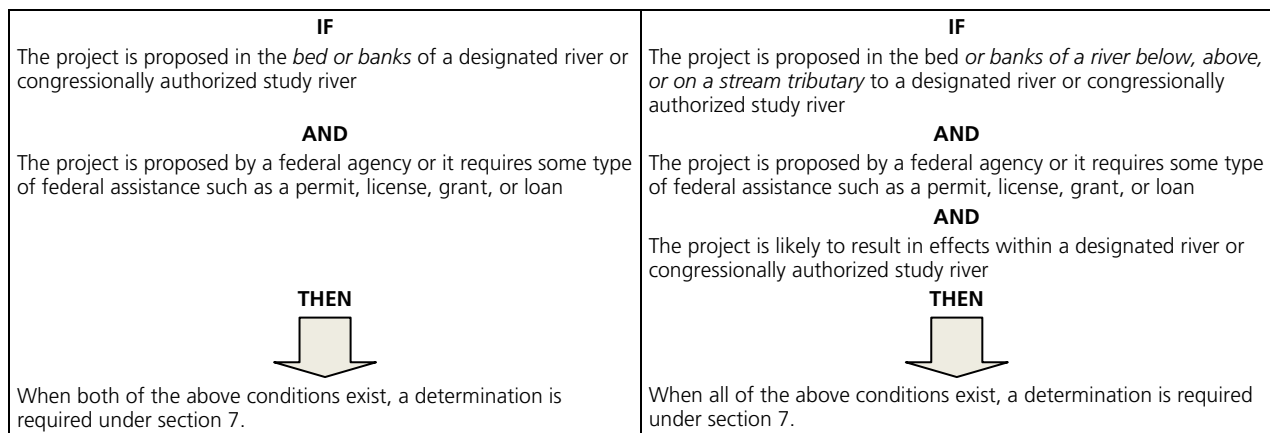 IF
The project is proposed in the bed or banks of a designated river or
congressionally authorized study river
AND
The project is proposed by a federal agency or it requires some type
of federal assistance such as a permit, license, grant, or loan
THEN
When both of the above conditions exist, a determination is
required under section 7.
IF
The project is proposed in the bed or banks of a river below, above,
or on a stream tributary to a designated river or congressionally
authorized study river
AND
The project is proposed by a federal agency or it requires some type
of federal assistance such as a permit, license, grant, or loan
AND
The project is likely to result in effects within a designated river or
congressionally authorized study river
THEN
When all of the above conditions exist, a determination is required
under section 7.